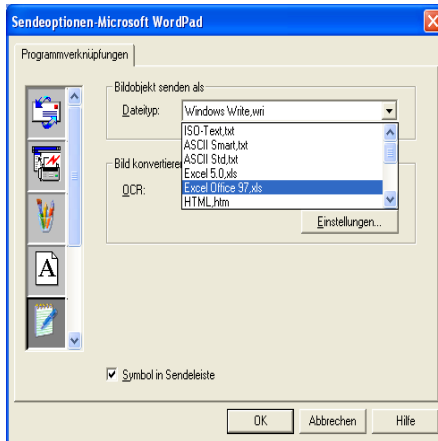 Sendeoptionen-Microsoft WordPad
Programmverknüpfungen
Bildobjekt senden als
Dateityp:
Windows Write,wri
ISO-Text,txt
ASCII Smart,txt
ASCII Std,txt
Excel 5.0,xls
Excel Office 97,xls
HTML,htm
Bild konvertieren
OCR:
Einstellungen...
A
Symbol in Sendeleiste
OK
Abbrechen
Hilfe